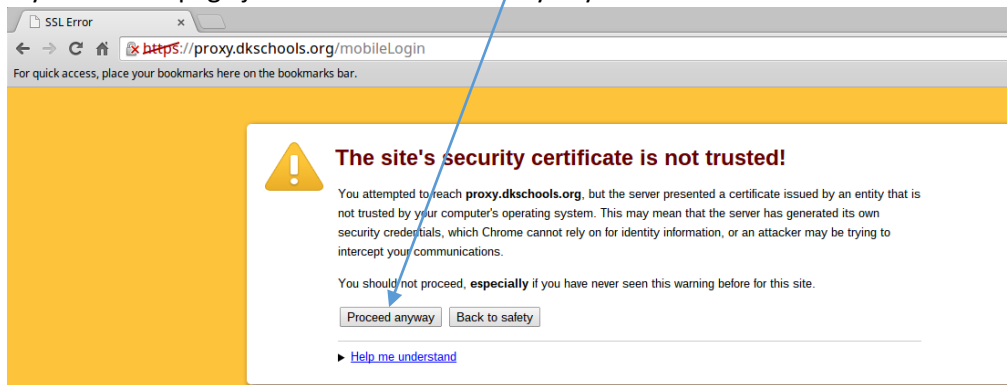 SSL Error
https://proxy.dkschools.org/mobileLogin
For quick access, place your bookmarks here on the bookmarks bar.
The site's security certificate is not trusted!
You attempted to reach proxy.dkschools.org, but the server presented a certificate issued by an entity that is
not trusted by your computer's operating system. This may mean that the server has generated its own
security credentials, which Chrome cannot rely on for identity information, or an attacker may be trying to
intercept your communications.
You should not proceed, especially if you have never seen this warning before for this site.
Proceed anyway Back to safety
Help me understand